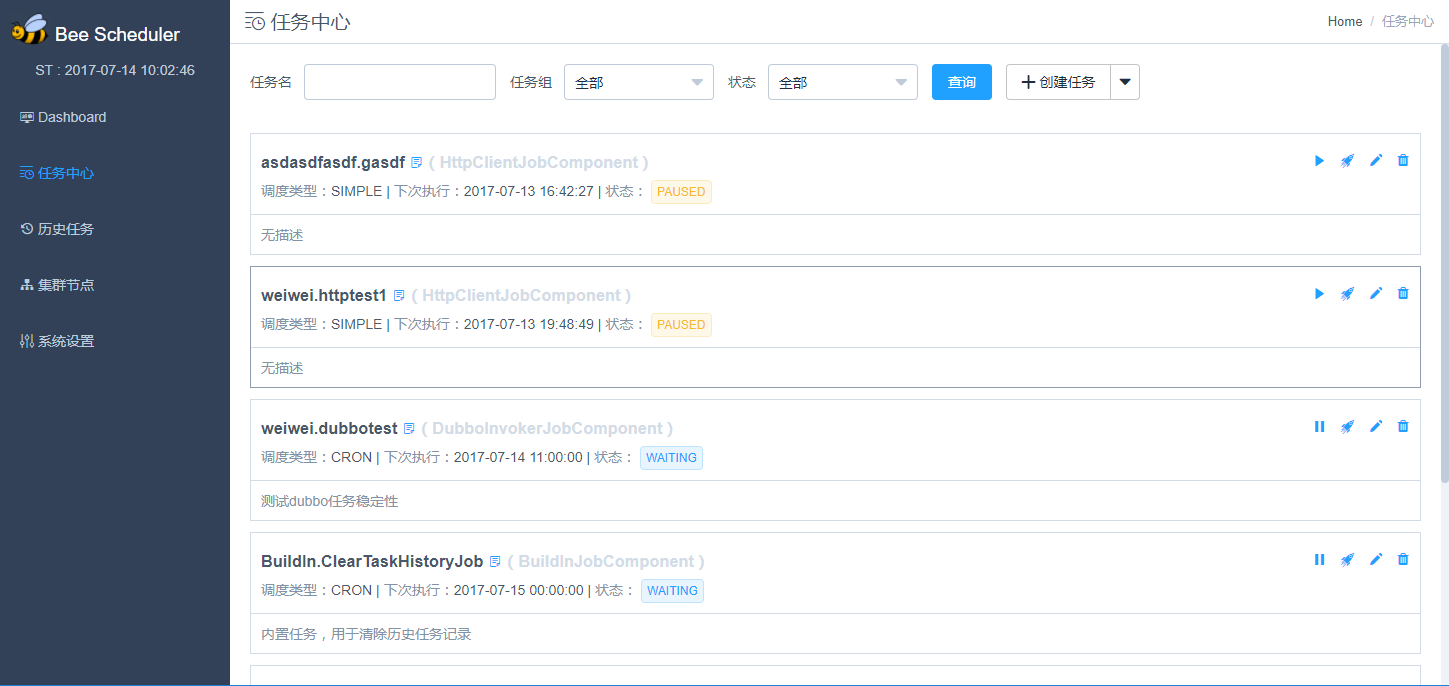 Bee Scheduler
ST : 2017-07-14 10:02:46
Dashboard
任务中心
历史任务
集群节点
系统设置
任务中心
Home / 任务中心
任务名 任务组 全部 状态 全部 查询 创建任务
asdasdfasdf.gasdf ( HttpClientJobComponent )
调度类型：SIMPLE | 下次执行：2017-07-13 16:42:27 | 状态： PAUSED
无描述
weiwei.httptest1 ( HttpClientJobComponent )
调度类型：SIMPLE | 下次执行：2017-07-13 19:48:49 | 状态： PAUSED
无描述
weiwei.dubbotest ( DubboInvokerJobComponent )
调度类型：CRON | 下次执行：2017-07-14 11:00:00 | 状态： WAITING
测试dubbo任务稳定性
BuildIn.ClearTaskHistoryJob ( BuildInJobComponent )
调度类型：CRON | 下次执行：2017-07-15 00:00:00 | 状态： WAITING
内置任务，用于清除历史任务记录